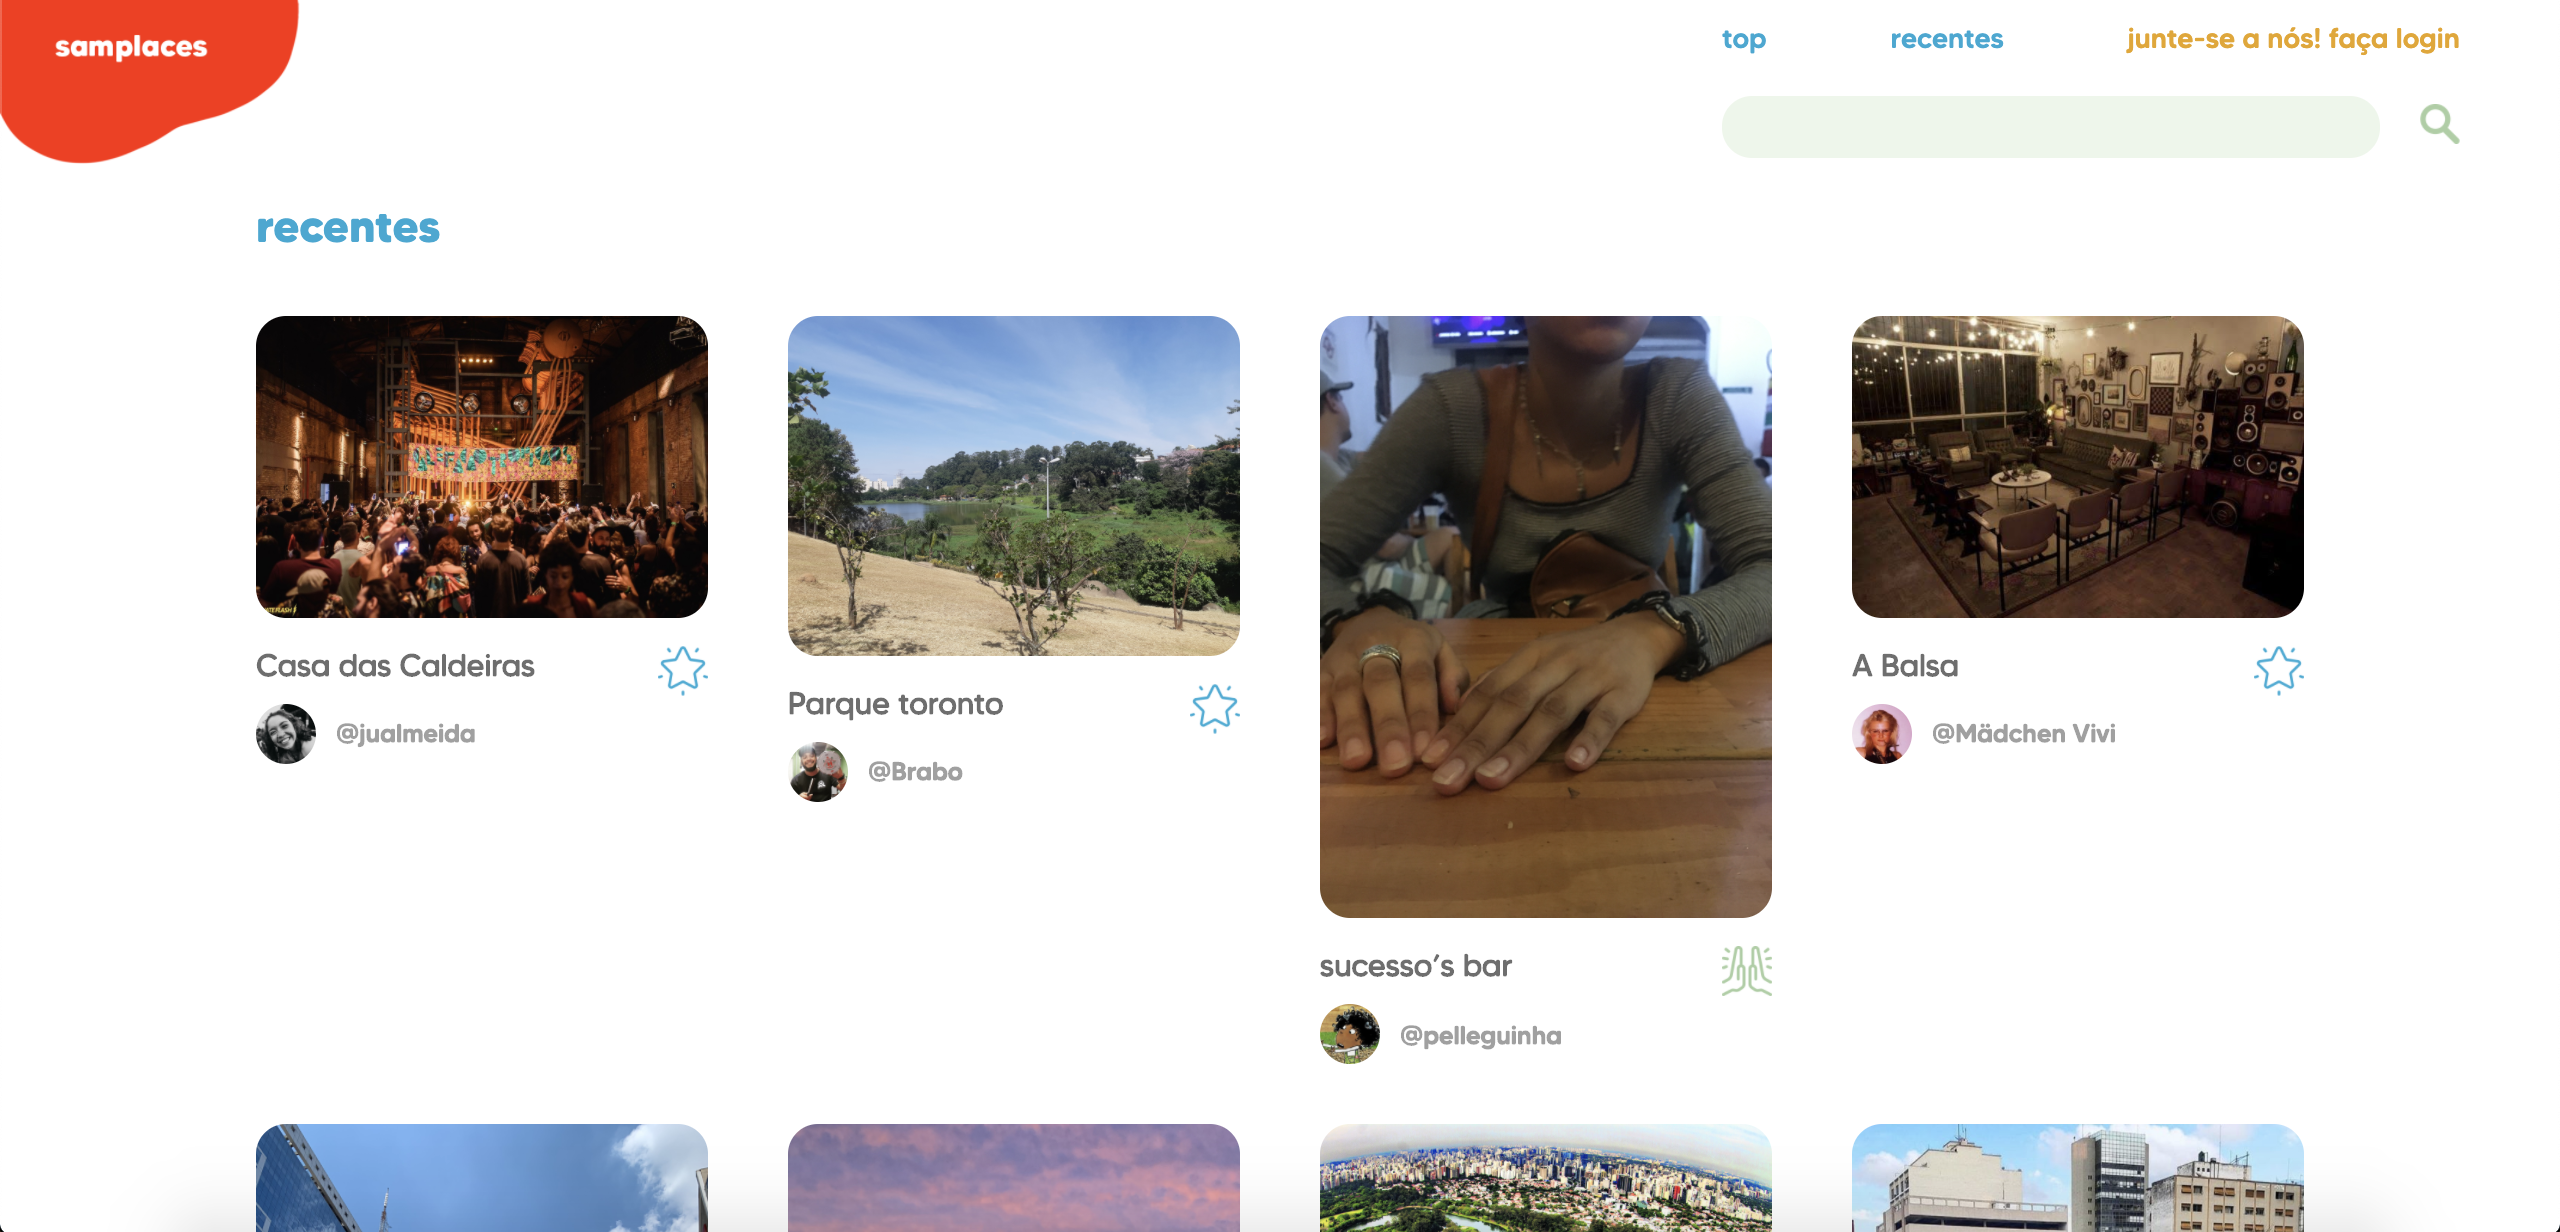 samplaces
top
recentes
junte-se a nós! faça login
recentes
Casa das Caldeiras
@jualmeida
Parque toronto
@Brabo
sucesso's bar
@pelleguinha
A Balsa
@Mädchen Vivi